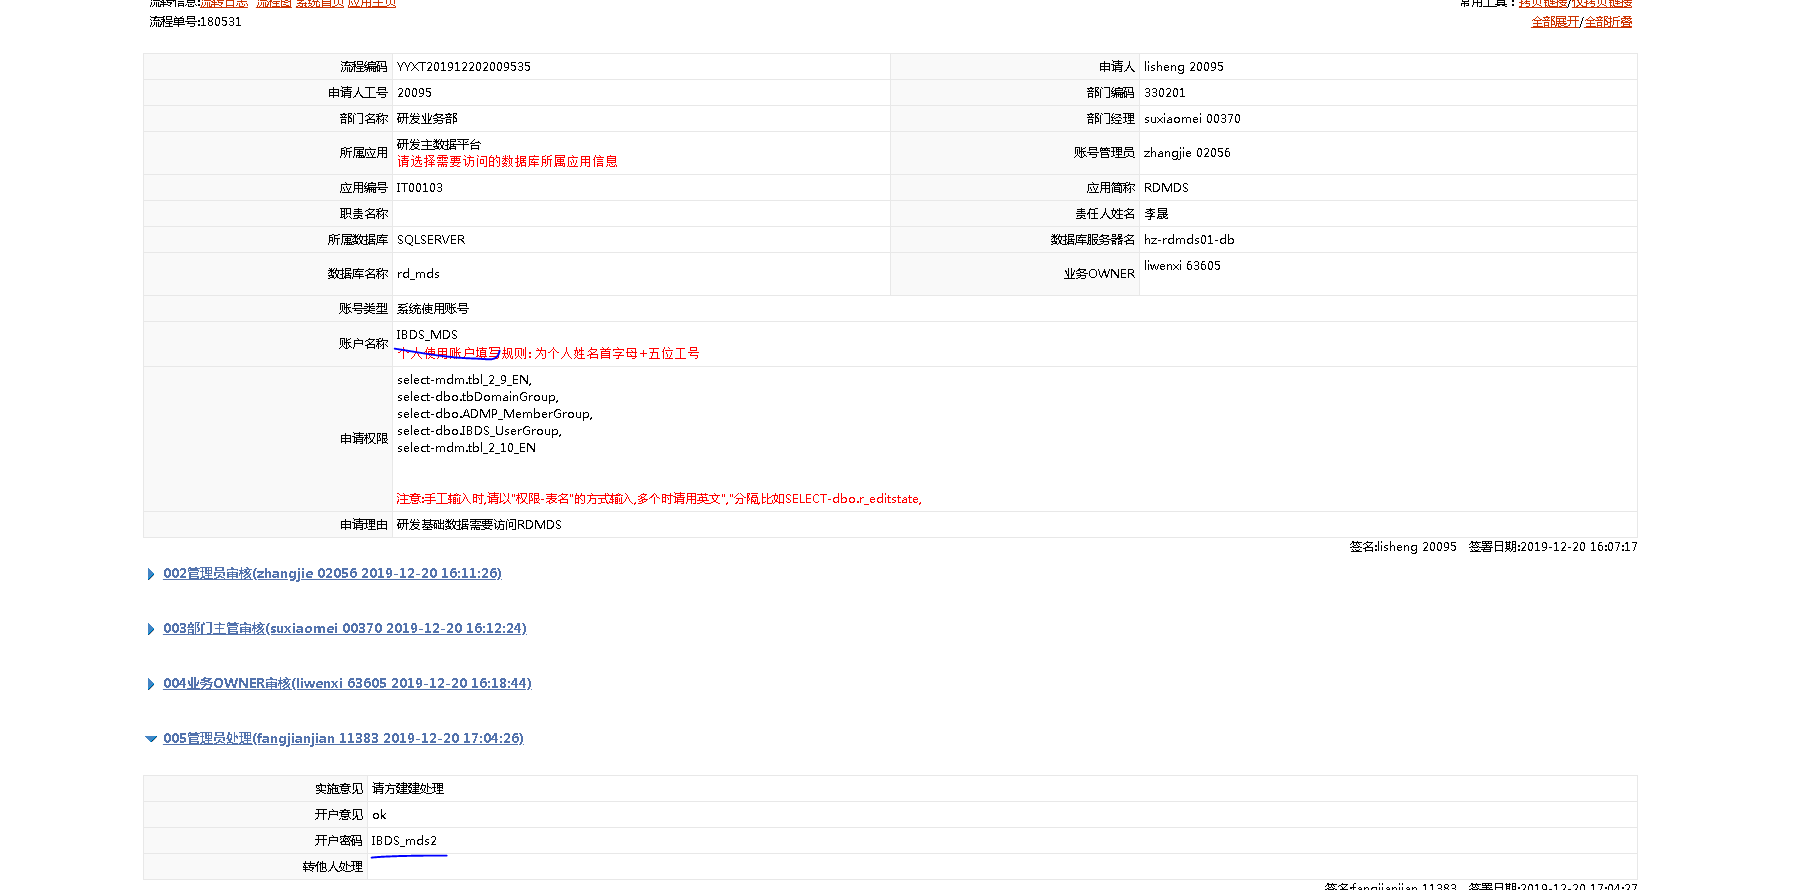 流转信息:流转日志 流程图 系统首页 应用主页 常用工具：拷贝链接/仅拷贝链接
流程单号:180531 全部展开/全部折叠
流程编码 YYXT201912202009535 申请人 lisheng 20095
申请人工号 20095 部门编码 330201
部门名称 研发业务部 部门经理 suxiaomei 00370
所属应用 研发主数据平台 账号管理员 zhangjie 02056
请选择需要访问的数据库所属应用信息
应用编号 IT00103 应用简称 RDMDS
职责名称 责任人姓名 李晟
所属数据库 SQLSERVER 数据库服务器名 hz-rdmds01-db
数据库名称 rd_mds 业务OWNER liwenxi 63605
账号类型 系统使用账号
账户名称 IBDS_MDS
个人使用账户填写规则: 为个人姓名首字母+五位工号
申请权限 select-mdm.tbl_2_9_EN,
select-dbo.tbDomainGroup,
select-dbo.ADMP_MemberGroup,
select-dbo.IBDS_UserGroup,
select-mdm.tbl_2_10_EN
注意:手工输入时,请以"权限-表名"的方式输入,多个时请用英文","分隔,比如SELECT-dbo.r_editstate,
申请理由 研发基础数据需要访问RDMDS
签名:lisheng 20095 签署日期:2019-12-20 16:07:17
002管理员审核(zhangjie 02056 2019-12-20 16:11:26)
003部门主管审核(suxiaomei 00370 2019-12-20 16:12:24)
004业务OWNER审核(liwenxi 63605 2019-12-20 16:18:44)
005管理员处理(fangjianjian 11383 2019-12-20 17:04:26)
实施意见 请方建建处理
开户意见 ok
开户密码 IBDS_mds2
转他人处理
签名:fangjianjian 11383 签署日期:2019-12-20 17:04:27